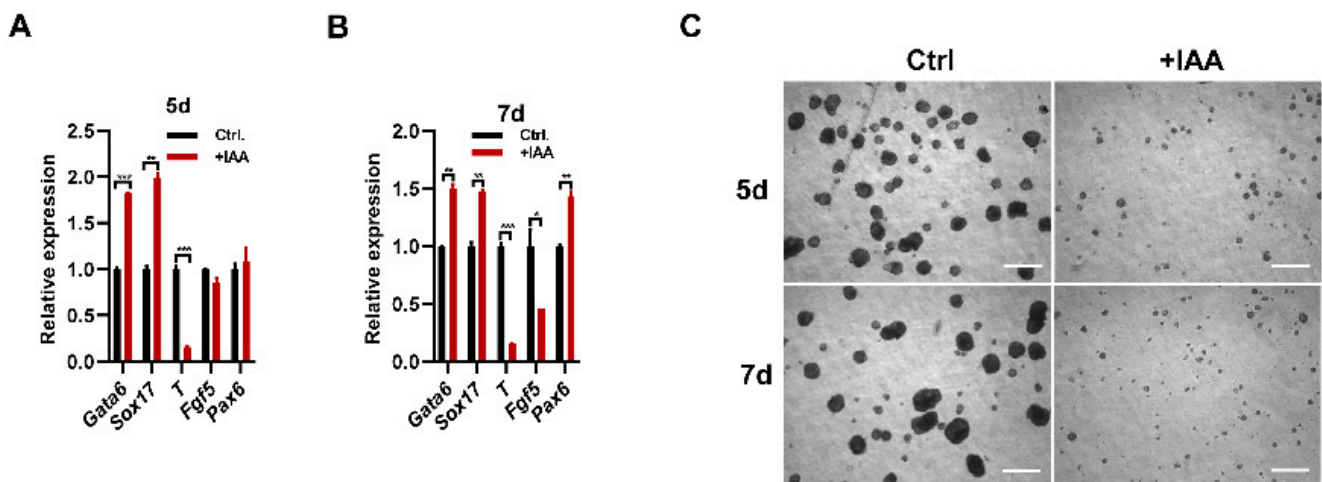 A
B
C
5d
Relative expression
2.5
2.0
1.5
1.0
0.5
0.0
Ctrl.
+IAA
**
Gata6
Sox17
T
Fgf5
Pax6
7d
Relative expression
2.0
1.5
1.0
0.5
0.0
Ctrl.
+IAA
**
**
Gata6
Sox17
T
Fgf5
Pax6
Ctrl
+IAA
5d
7d